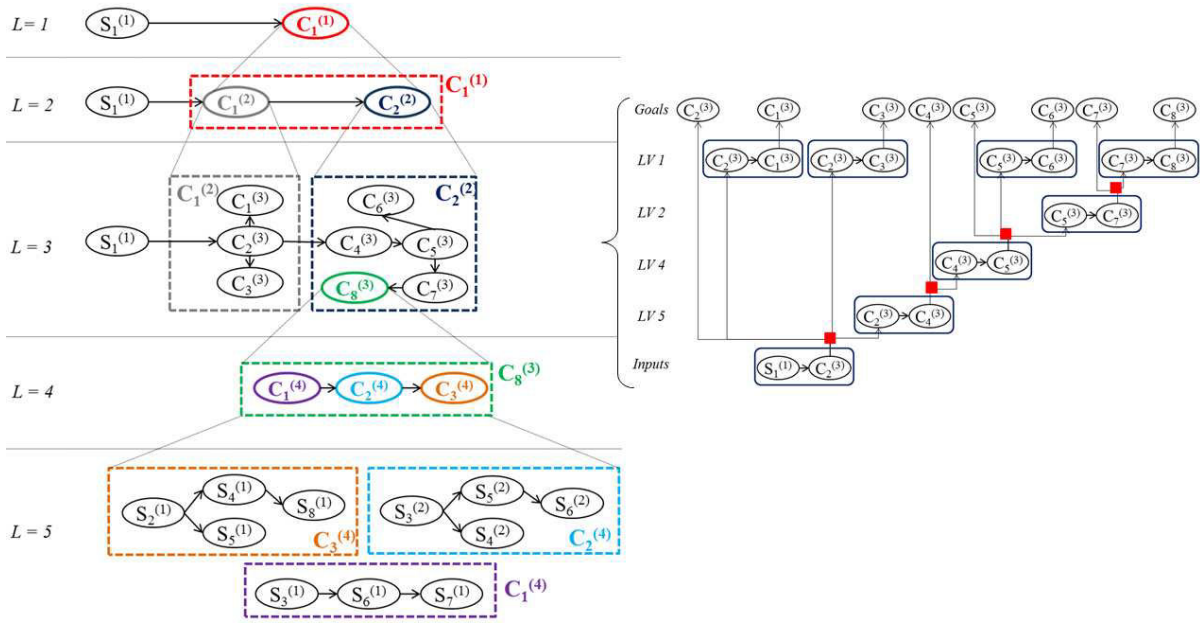 L= 1
S₁⁽¹⁾
C₁⁽¹⁾
L= 2
S₁⁽¹⁾
C₁⁽²⁾
C₂⁽²⁾
C₁⁽¹⁾
L= 3
S₁⁽¹⁾
C₁⁽²⁾
C₁⁽³⁾
C₂⁽³⁾
C₃⁽³⁾
C₂⁽²⁾
C₆⁽³⁾
C₄⁽³⁾
C₅⁽³⁾
C₈⁽³⁾
C₇⁽³⁾
L= 4
C₁⁽⁴⁾
C₂⁽⁴⁾
C₃⁽⁴⁾
C₈⁽³⁾
L= 5
S₂⁽¹⁾
S₄⁽¹⁾
S₈⁽¹⁾
S₅⁽¹⁾
C₃⁽⁴⁾
S₃⁽²⁾
S₅⁽²⁾
S₆⁽²⁾
S₄⁽²⁾
C₂⁽⁴⁾
S₃⁽¹⁾
S₆⁽¹⁾
S₇⁽¹⁾
C₁⁽⁴⁾
Goals
C₂⁽³⁾ C₁⁽³⁾ C₃⁽³⁾ C₄⁽³⁾ C₅⁽³⁾ C₆⁽³⁾ C₇⁽³⁾ C₈⁽³⁾
LV 1
C₂⁽³⁾ C₁⁽³⁾ C₂⁽³⁾ C₃⁽³⁾ C₅⁽³⁾ C₆⁽³⁾ C₇⁽³⁾ C₈⁽³⁾
LV 2
C₅⁽³⁾ C₇⁽³⁾
LV 4
C₄⁽³⁾ C₅⁽³⁾
LV 5
C₂⁽³⁾ C₄⁽³⁾
Inputs
S₁⁽¹⁾ C₂⁽³⁾